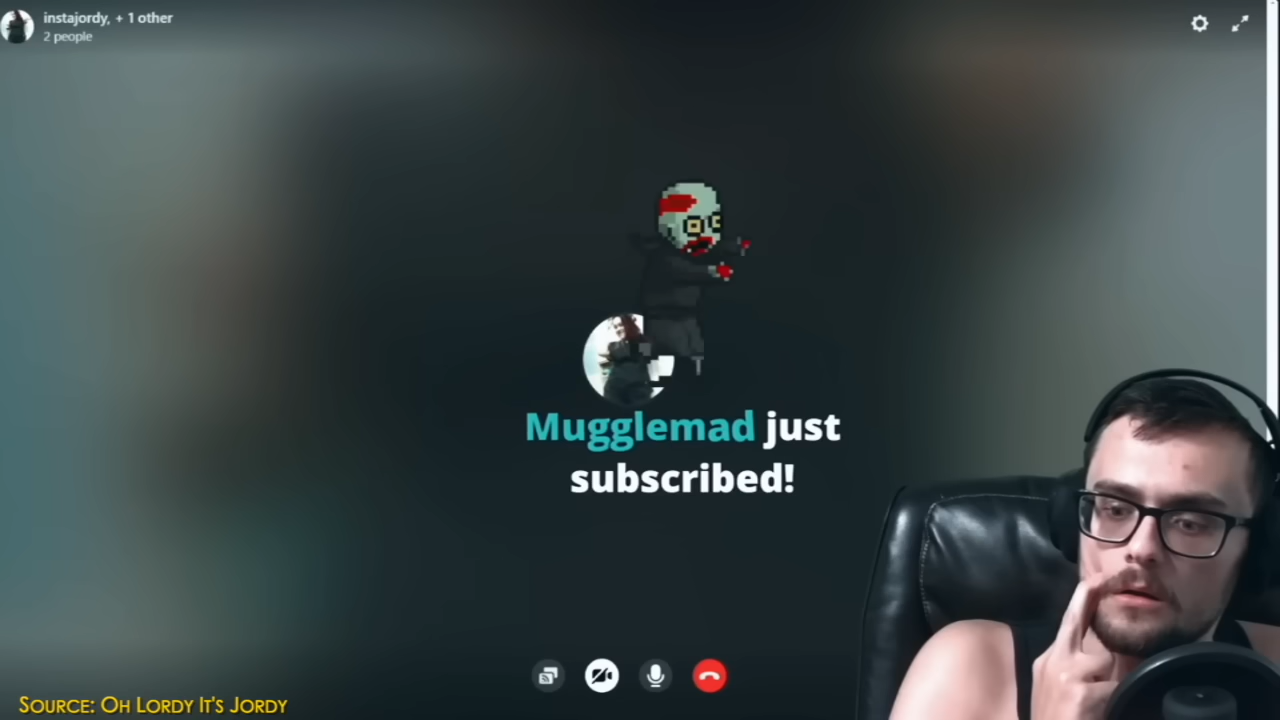 instajordy, + 1 other
2 people
Mugglemad just
subscribed!
Source: Oh Lordy It's Jordy